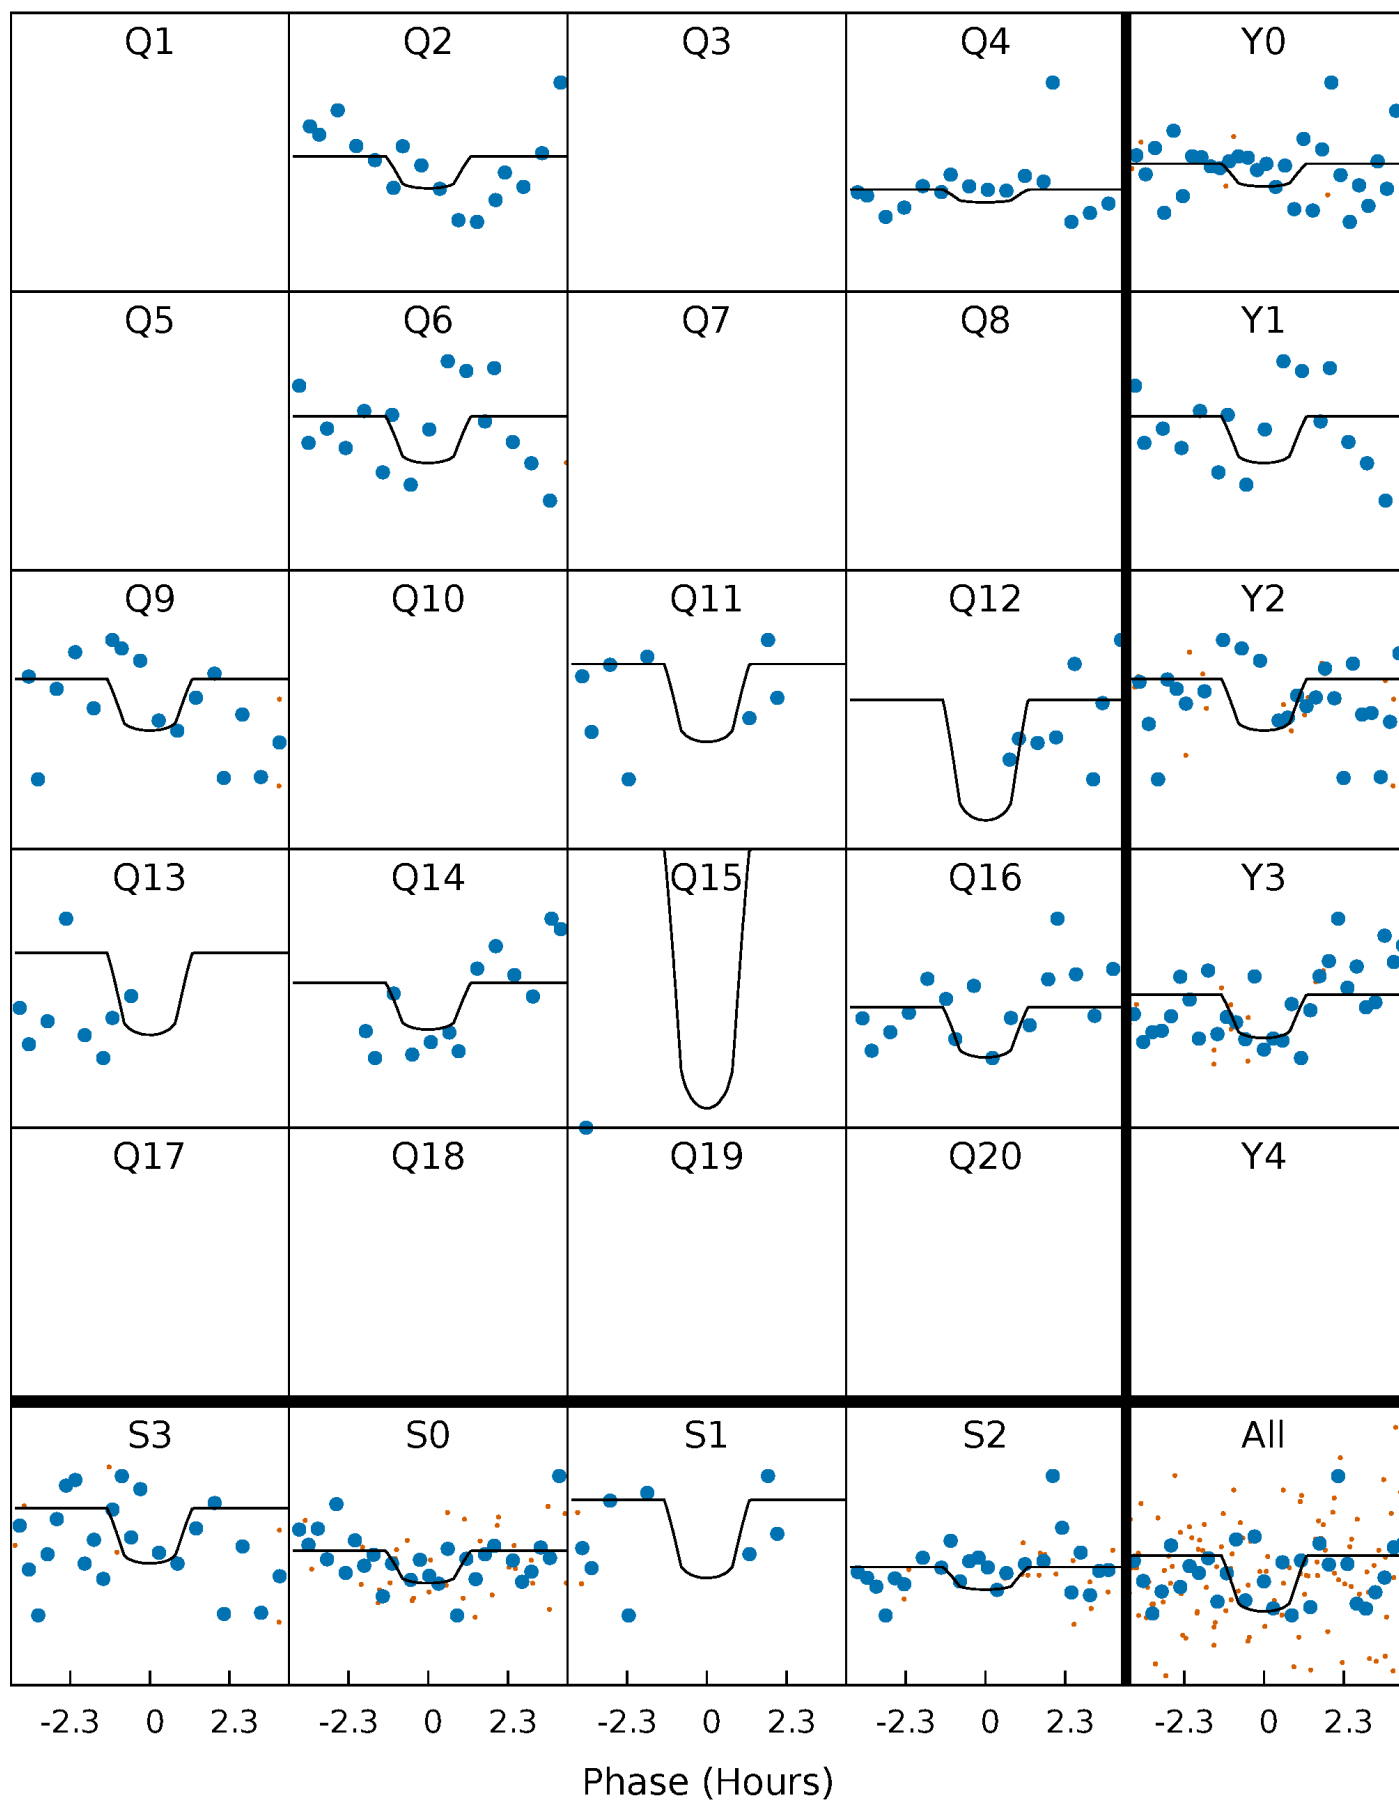 Q1 Q2 Q3 Q4 Y0
Q5 Q6 Q7 Q8 Y1
Q9 Q10 Q11 Q12 Y2
Q13 Q14 Q15 Q16 Y3
Q17 Q18 Q19 Q20 Y4
S3 S0 S1 S2 All
-2.3 0 2.3 -2.3 0 2.3 -2.3 0 2.3 -2.3 0 2.3 -2.3 0 2.3
Phase (Hours)